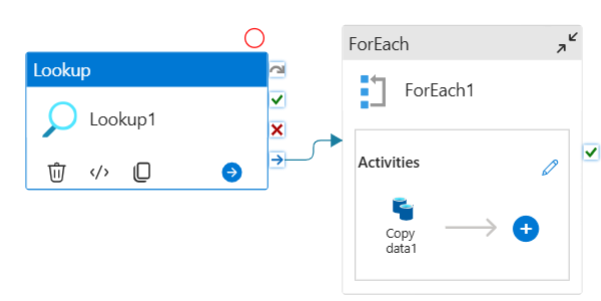 Lookup
Lookup1
</>
ForEach
ForEach1
Activities
Copy
data1